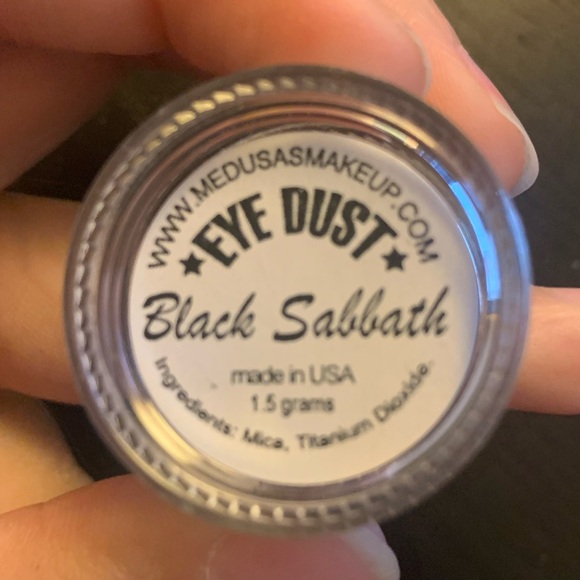 WWW.MEDUSASMAKEUP.COM
★EYE DUST★
Black Sabbath
made in USA
1.5 grams
Ingredients: Mica, Titanium Dioxide.